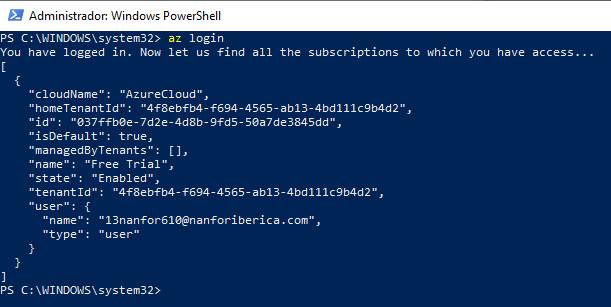 Administrador: Windows PowerShell
PS C:\WINDOWS\system32> az login
You have logged in. Now let us find all the subscriptions to which you have access...
[
  {
    "cloudName": "AzureCloud",
    "homeTenantId": "4f8ebfb4-f694-4565-ab13-4bd111c9b4d2",
    "id": "037ffb0e-7d2e-4d8b-9fd5-50a7de3845dd",
    "isDefault": true,
    "managedByTenants": [],
    "name": "Free Trial",
    "state": "Enabled",
    "tenantId": "4f8ebfb4-f694-4565-ab13-4bd111c9b4d2",
    "user": {
      "name": "13nanfor610@nanforiberica.com",
      "type": "user"
    }
  }
]
PS C:\WINDOWS\system32>